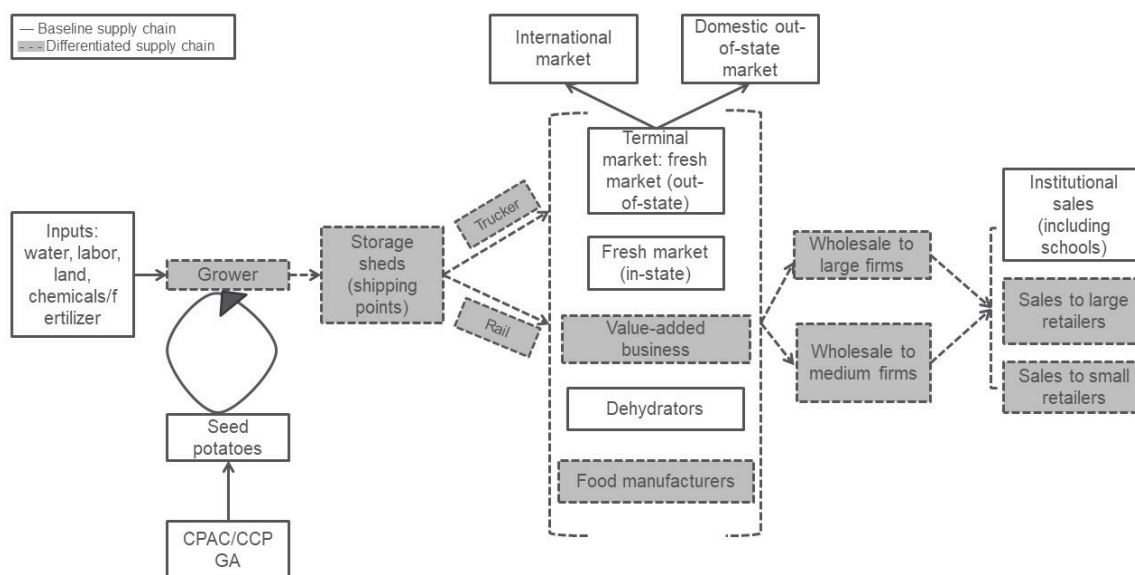 — Baseline supply chain
--- Differentiated supply chain
International
market
Domestic out-
of-state
market
Inputs:
water, labor,
land,
chemicals/f
ertilizer
Grower
Seed
potatoes
CPAC/CCP
GA
Storage
sheds
(shipping
points)
Trucker
Rail
Terminal
market: fresh
market (out-
of-state)
Fresh market
(in-state)
Value-added
business
Dehydrators
Food manufacturers
Wholesale to
large firms
Wholesale to
medium firms
Institutional
sales
(including
schools)
Sales to large
retailers
Sales to small
retailers